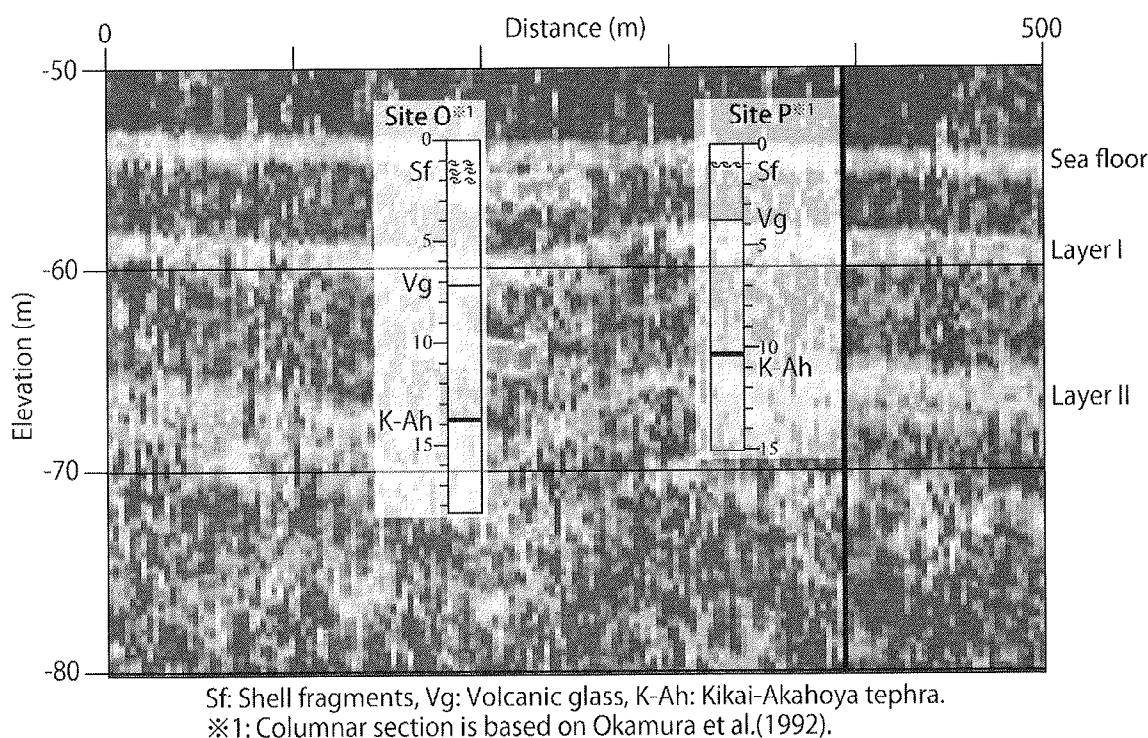 Distance (m)
0
500
Elevation (m)
-50
-60
-70
-80
Site O※1
0
Sf
5
Vg
10
K-Ah
15
Site P※1
0
Sf
Vg
5
10
K-Ah
15
Sea floor
Layer I
Layer II
Sf: Shell fragments, Vg: Volcanic glass, K-Ah: Kikai-Akahoya tephra.
※1: Columnar section is based on Okamura et al.(1992).